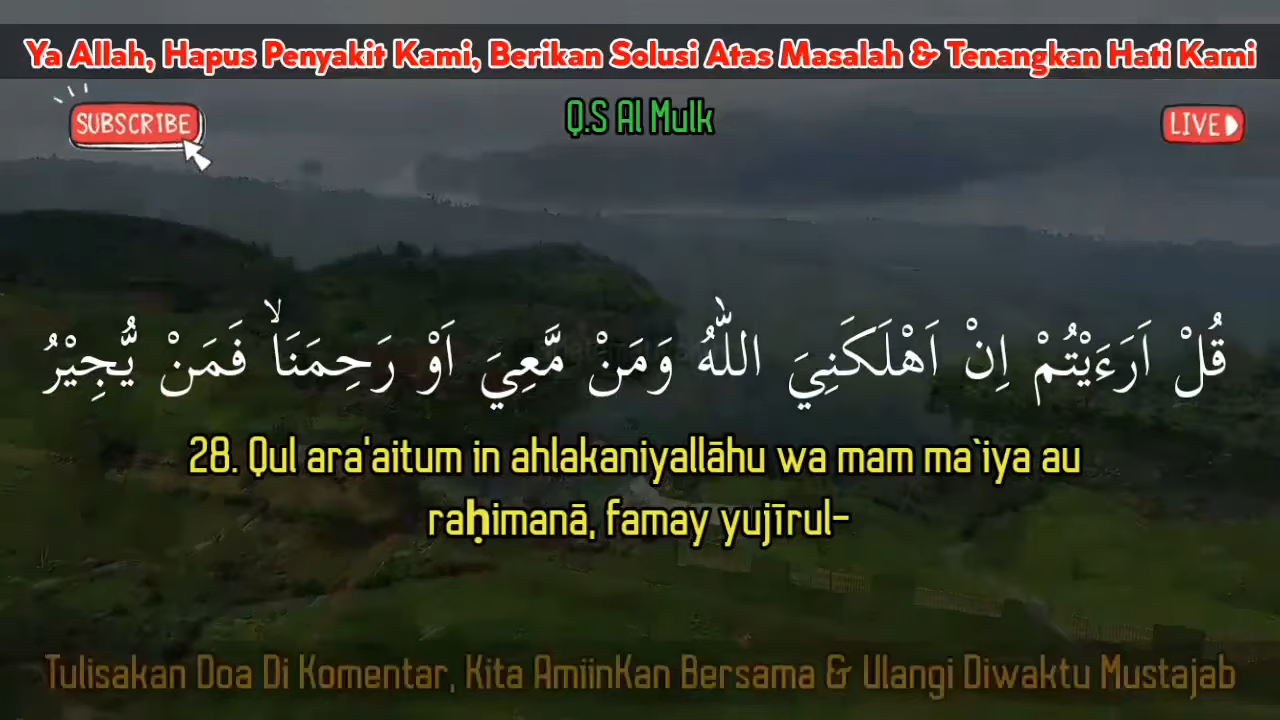 Ya Allah, Hapus Penyakit Kami, Berikan Solusi Atas Masalah & Tenangkan Hati Kami
SUBSCRIBE
Q.S Al Mulk
LIVE
قُلْ اَرَءَيْتُمْ اِنْ اَهْلَكَنِيَ اللّٰهُ وَمَنْ مَّعِيَ اَوْ رَحِمَنَاۙ فَمَنْ يُّجِيْرُ
28. Qul ara'aitum in ahlakaniyallāhu wa mam ma`iya au
raḥimanā, famay yujīrul-
Tulisakan Doa Di Komentar, Kita AmiinKan Bersama & Ulangi Diwaktu Mustajab